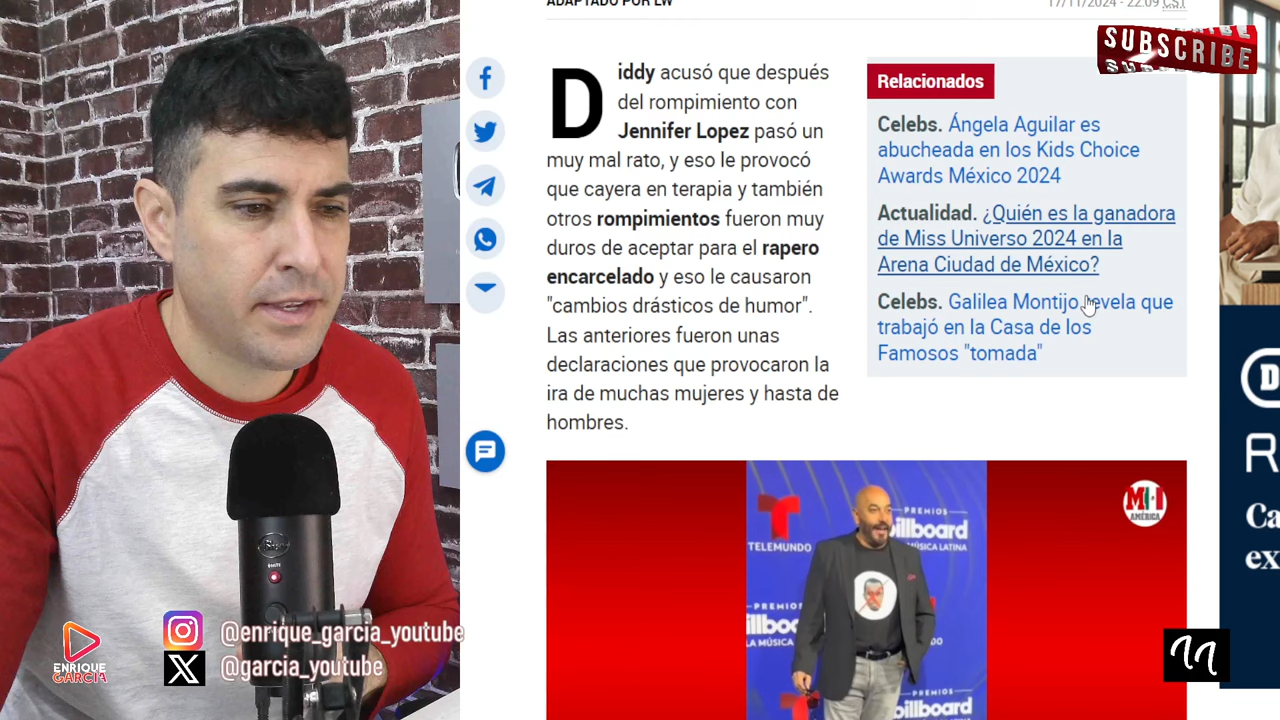 ADAPTADO POR LW
17/11/2024 - 22:09 CST
SUBSCRIBE
Diddy acusó que después
del rompimiento con
Jennifer Lopez pasó un
muy mal rato, y eso le provocó
que cayera en terapia y también
otros rompimientos fueron muy
duros de aceptar para el rapero
encarcelado y eso le causaron
"cambios drásticos de humor".
Las anteriores fueron unas
declaraciones que provocaron la
ira de muchas mujeres y hasta de
hombres.
Relacionados
Celebs. Ángela Aguilar es
abucheada en los Kids Choice
Awards México 2024
Actualidad. ¿Quién es la ganadora
de Miss Universo 2024 en la
Arena Ciudad de México?
Celebs. Galilea Montijo revela que
trabajó en la Casa de los
Famosos "tomada"
TELEMUNDO
PREMIOS
billboard
MÚSICA LATINA
PREMIOS
LA MÚSICA
billboard
AMÉRICA
D
R
Ca
ex
ENRIQUE
GARCIA
@enrique_garcia_youtube
@garcia_youtube